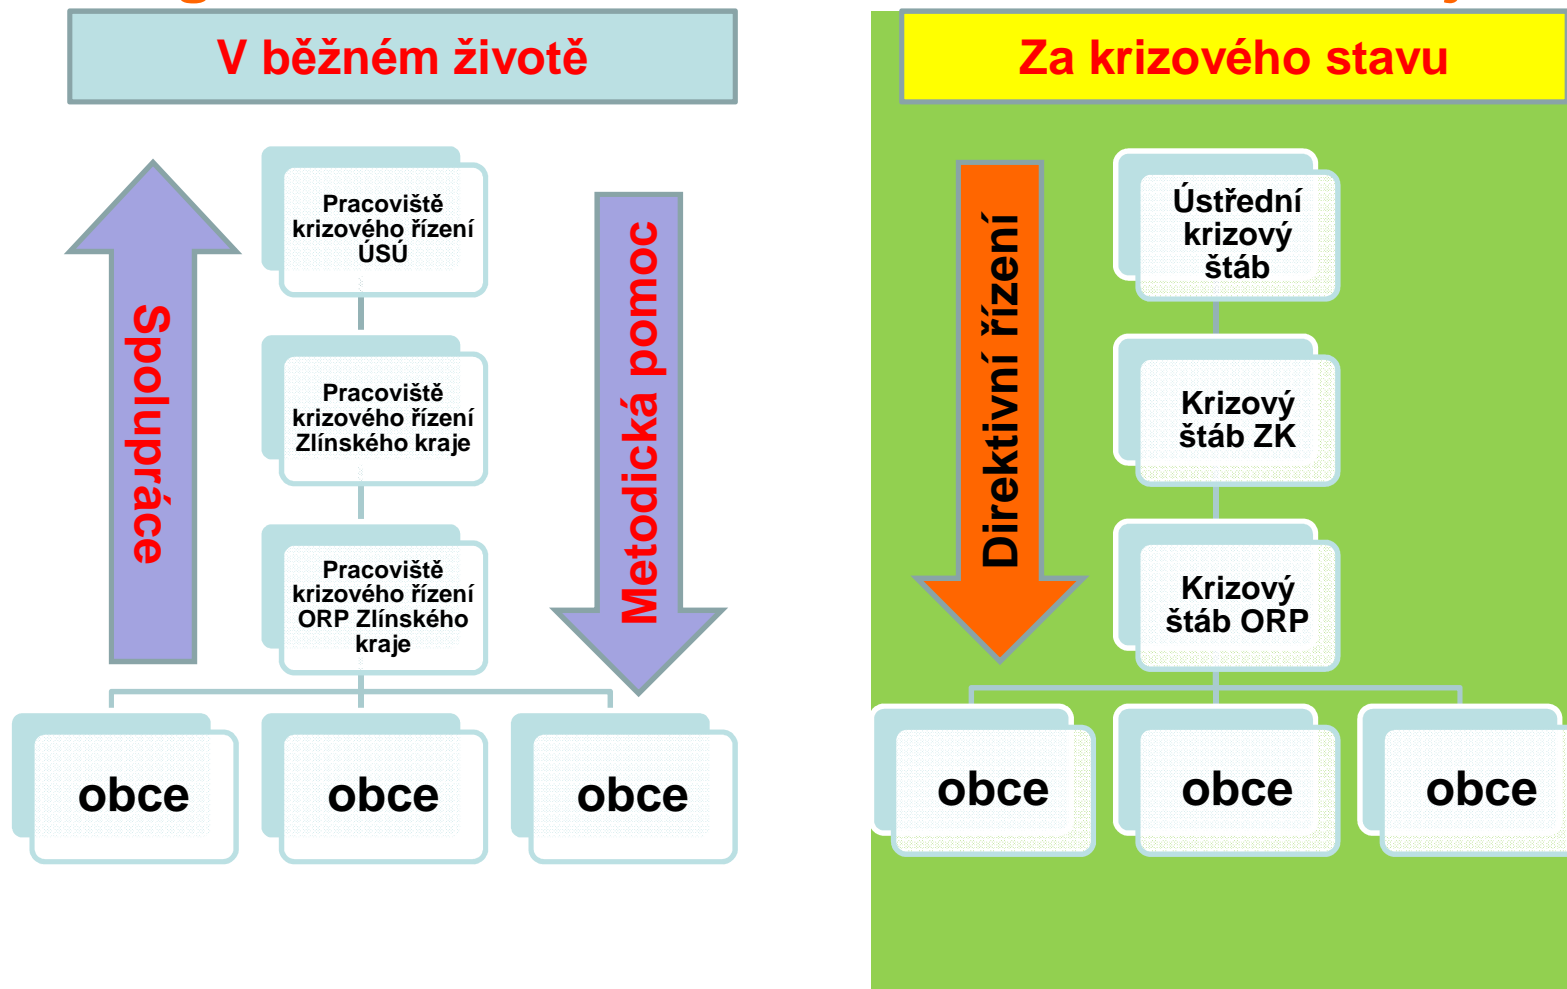 V běžném životě
Spolupráce
Pracoviště
krizového řízení
ÚSÚ
Pracoviště
krizového řízení
Zlínského kraje
Pracoviště
krizového řízení
ORP Zlínského
kraje
Metodická pomoc
obce
obce
obce
Za krizového stavu
Direktivní řízení
Ústřední
krizový
štáb
Krizový
štáb ZK
Krizový
štáb ORP
obce
obce
obce